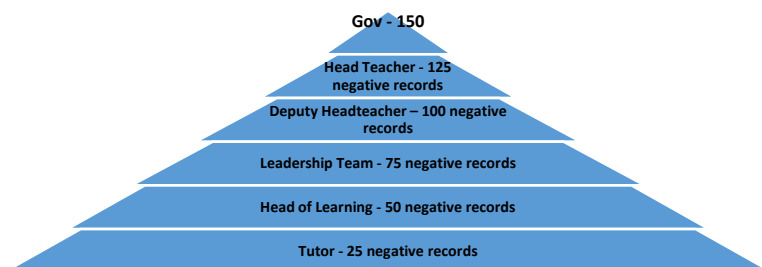 Gov - 150
Head Teacher - 125
negative records
Deputy Headteacher – 100 negative
records
Leadership Team - 75 negative records
Head of Learning - 50 negative records
Tutor - 25 negative records